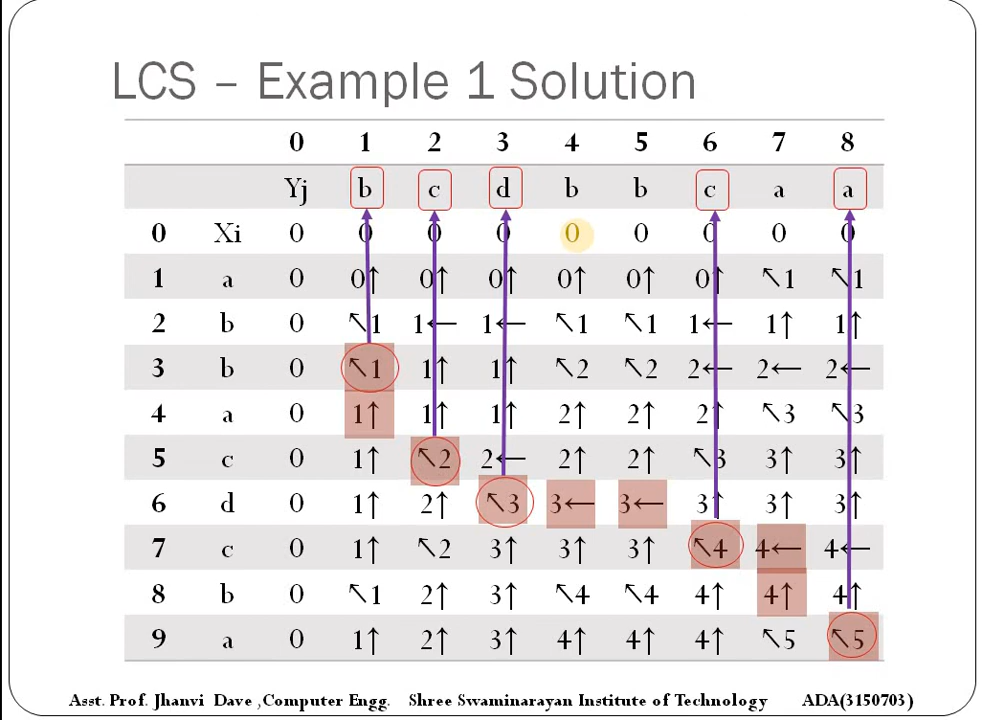 LCS – Example 1 Solution
0 1 2 3 4 5 6 7 8
Yj b c d b b c a a
0 Xi 0 0 0 0 0 0 0 0 0
1 a 0 0↑ 0↑ 0↑ 0↑ 0↑ 0↑ ↖1 ↖1
2 b 0 ↖1 1← 1← ↖1 ↖1 1← 1↑ 1↑
3 b 0 ↖1 1↑ 1↑ ↖2 ↖2 2← 2← 2←
4 a 0 1↑ 1↑ 1↑ 2↑ 2↑ 2↑ ↖3 ↖3
5 c 0 1↑ ↖2 2← 2↑ 2↑ ↖3 3↑ 3↑
6 d 0 1↑ 2↑ ↖3 3← 3← 3↑ 3↑ 3↑
7 c 0 1↑ ↖2 3↑ 3↑ 3↑ ↖4 4← 4←
8 b 0 ↖1 2↑ 3↑ ↖4 ↖4 4↑ 4↑ 4↑
9 a 0 1↑ 2↑ 3↑ 4↑ 4↑ 4↑ ↖5 ↖5
Asst. Prof. Jhanvi Dave ,Computer Engg. Shree Swaminarayan Institute of Technology ADA(3150703)